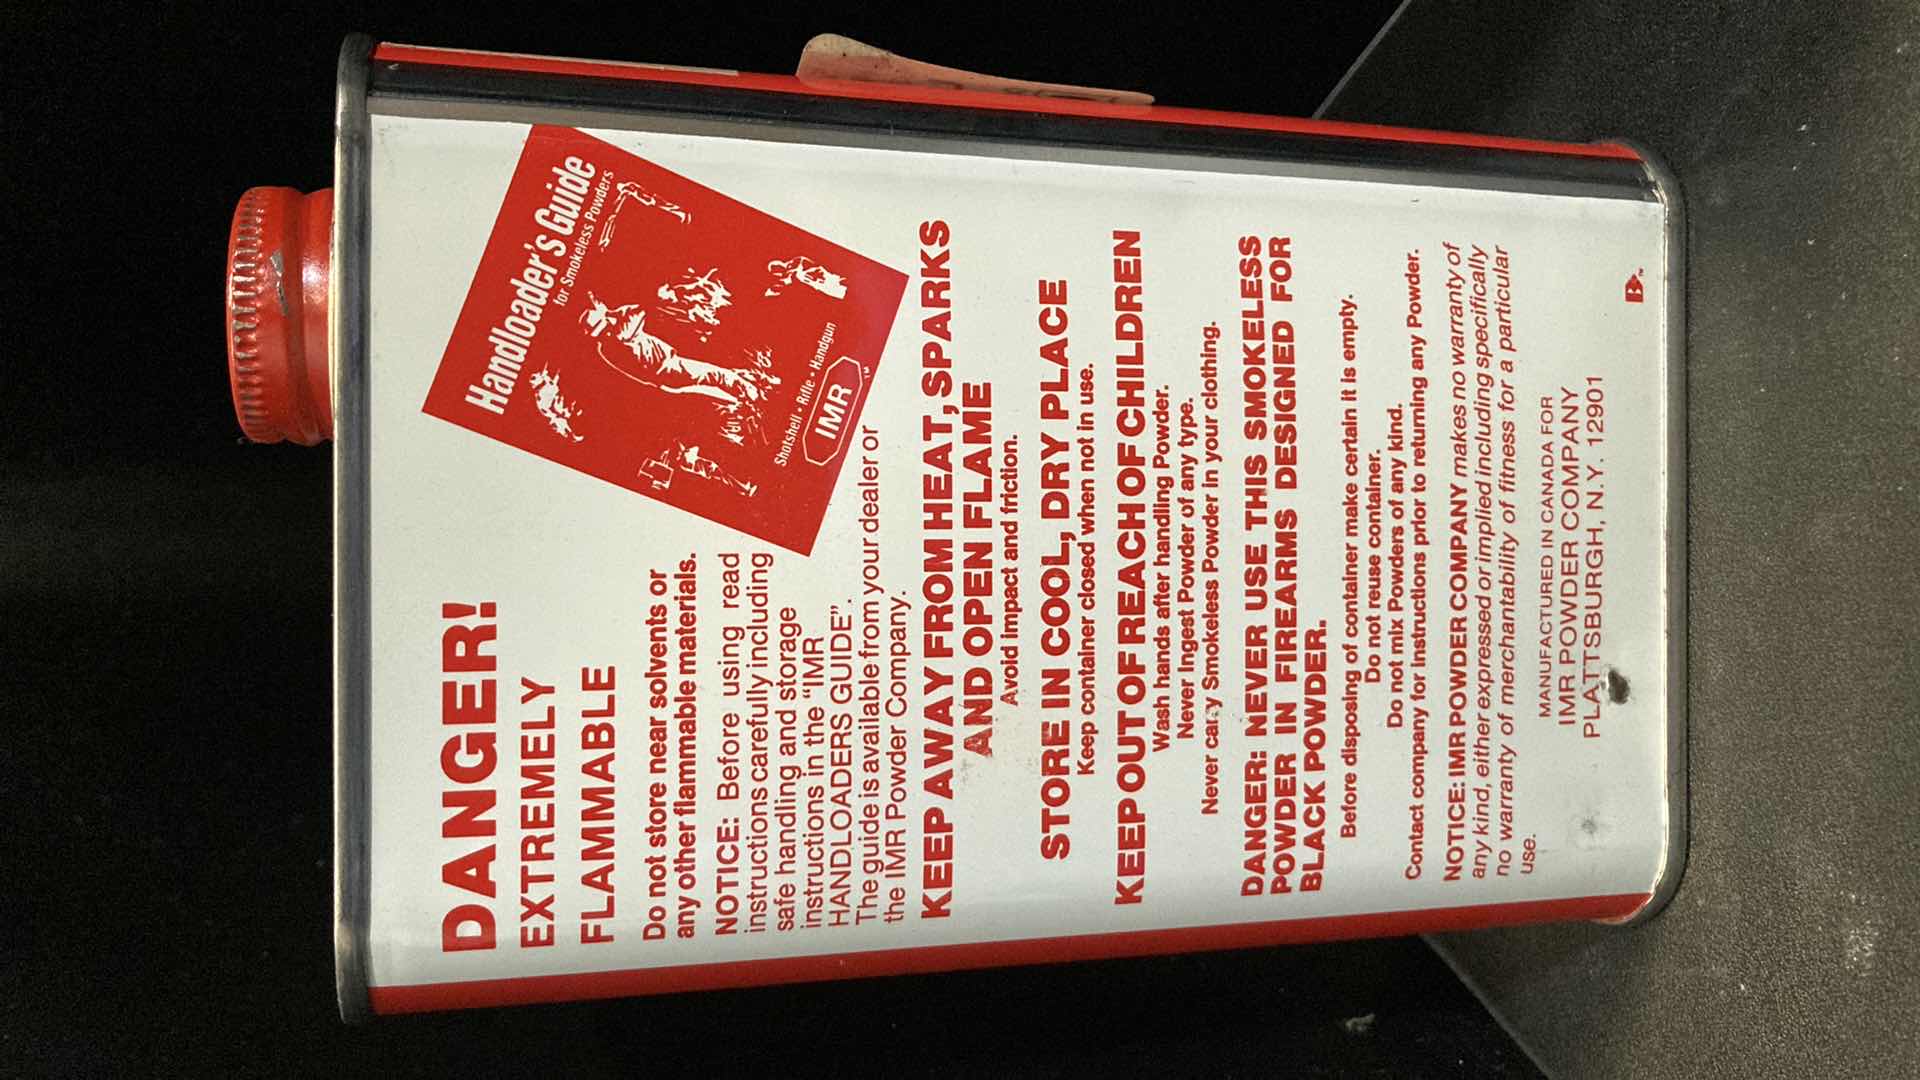 DANGER!
EXTREMELY
FLAMMABLE
Do not store near solvents or
any other flammable materials.
Handloader's Guide
for Smokeless Powders
Shotshell • Rifle • Handgun
IMR ™
NOTICE: Before using read
instructions carefully including
safe handling and storage
instructions in the "IMR
HANDLOADERS GUIDE".
The guide is available from your dealer or
the IMR Powder Company.
KEEP AWAY FROM HEAT, SPARKS
AND OPEN FLAME
Avoid impact and friction.
STORE IN COOL, DRY PLACE
Keep container closed when not in use.
KEEP OUT OF REACH OF CHILDREN
Wash hands after handling Powder.
Never Ingest Powder of any type.
Never carry Smokeless Powder in your clothing.
DANGER: NEVER USE THIS SMOKELESS
POWDER IN FIREARMS DESIGNED FOR
BLACK POWDER.
Before disposing of container make certain it is empty.
Do not reuse container.
Do not mix Powders of any kind.
Contact company for instructions prior to returning any Powder.
NOTICE: IMR POWDER COMPANY makes no warranty of
any kind, either expressed or implied including specifically
no warranty of merchantability of fitness for a particular
use.
MANUFACTURED IN CANADA FOR
IMR POWDER COMPANY
PLATTSBURGH, N.Y. 12901